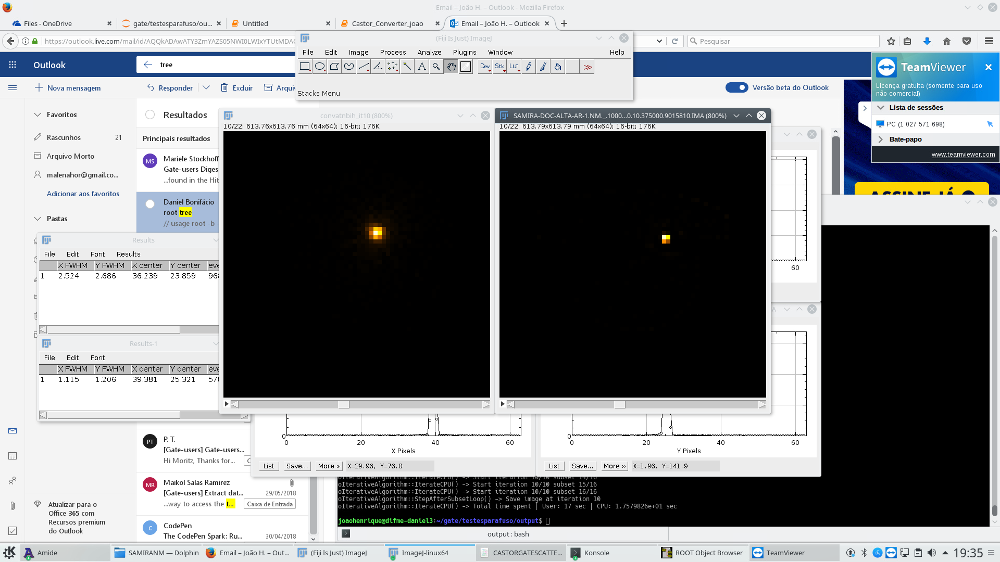 Email – João H. – Outlook - Mozilla Firefox
Files - OneDrive
gate/testesparafuso/ou...
Untitled
Castor_Converter_joao
Email – João H. – Outlook
https://outlook.live.com/mail/id/AQQkADAwATY3ZmYAZS05NWI0LWIxYTUtMDAC
Pesquisar
(Fiji Is Just) ImageJ
File Edit Image Process Analyze Plugins Window Help
Dev Stk LUT
Stacks Menu
Outlook
tree
Nova mensagem
Responder
Excluir
Arquiv
Versão beta do Outlook
TeamViewer
Licença gratuita (somente para uso
não comercial)
Lista de sessões
PC (1 027 571 698)
Bate-papo
www.teamviewer.com
ASSINE JÁ
Favoritos
Rascunhos 21
Arquivo Morto
malenahor@gmail.co...
Adicionar aos favoritos
Pastas
Resultados
Principais resultados
MS
Mariele Stockhoff
Gate-users Diges
...found in the Hit
Daniel Bonifácio
root tree
// usage root -b -
convatnbih_it10 (800%)
10/22; 613.76x613.76 mm (64x64); 16-bit; 176K
SAMIRA-DOC-ALTA-AR-1.NM._.1000...0.10.375000.9015810.IMA (800%)
10/22; 613.79x613.79 mm (64x64); 16-bit; 176K
Results
File Edit Font Results
X FWHM Y FWHM X center Y center eve
1 2.524 2.686 36.239 23.859 968
Results-1
File Edit Font
X FWHM Y FWHM X center Y center eve
1 1.115 1.206 39.381 25.321 578
60
A
0
0 20 40 60
X Pixels
List Save... More » X=29.96, Y=76.0
0
0 20 40 60
Y Pixels
List Save... More » X=1.96, Y=141.9
PT
P. T.
[Gate-users] Gate-users...
Hi Moritz, Thanks for...
C
MR
Maikol Salas Ramirez
[Gate-users] Extract dat... 29/05/2018
...way to access the t... Caixa de Entrada
C
CodePen
The CodePen Spark: Ru... 30/04/2018
Atualizar para o
Office 365 com
Recursos premium
do Outlook
oIterativeAlgorithm::IterateCPU() -> Start iteration 10/10 subset 14/16
oIterativeAlgorithm::IterateCPU() -> Start iteration 10/10 subset 15/16
oIterativeAlgorithm::IterateCPU() -> Start iteration 10/10 subset 16/16
oIterativeAlgorithm::StepAfterSubsetLoop() -> Save image at iteration 10
oIterativeAlgorithm::IterateCPU() -> Total time spent | User: 17 sec | CPU: 1.7579826e+01 sec
joaohenrique@difme-daniel3:~/gate/testesparafuso/output$
output : bash
Amide
SAMIRANM — Dolphin
Email – João H. – Out...
(Fiji Is Just) ImageJ
ImageJ-linux64
CASTORGATESCATTE...
Konsole
ROOT Object Browser
TeamViewer
19:35